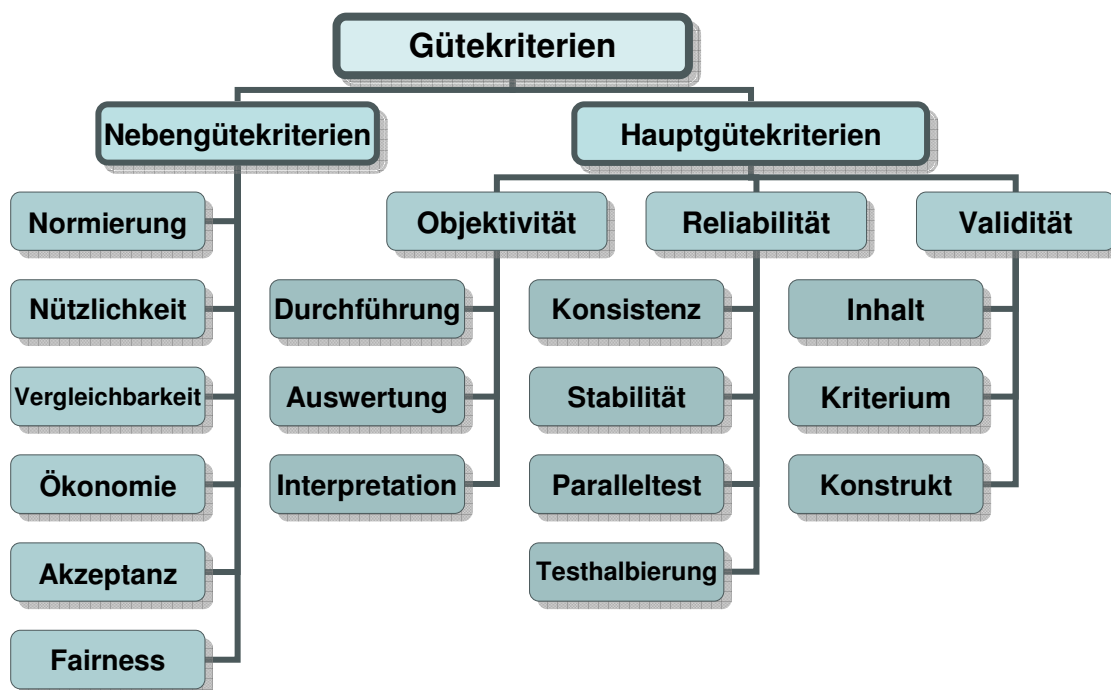 Gütekriterien
Nebengütekriterien
Hauptgütekriterien
Normierung
Objektivität
Reliabilität
Validität
Nützlichkeit
Durchführung
Konsistenz
Inhalt
Vergleichbarkeit
Auswertung
Stabilität
Kriterium
Ökonomie
Interpretation
Paralleltest
Konstrukt
Akzeptanz
Testhalbierung
Fairness